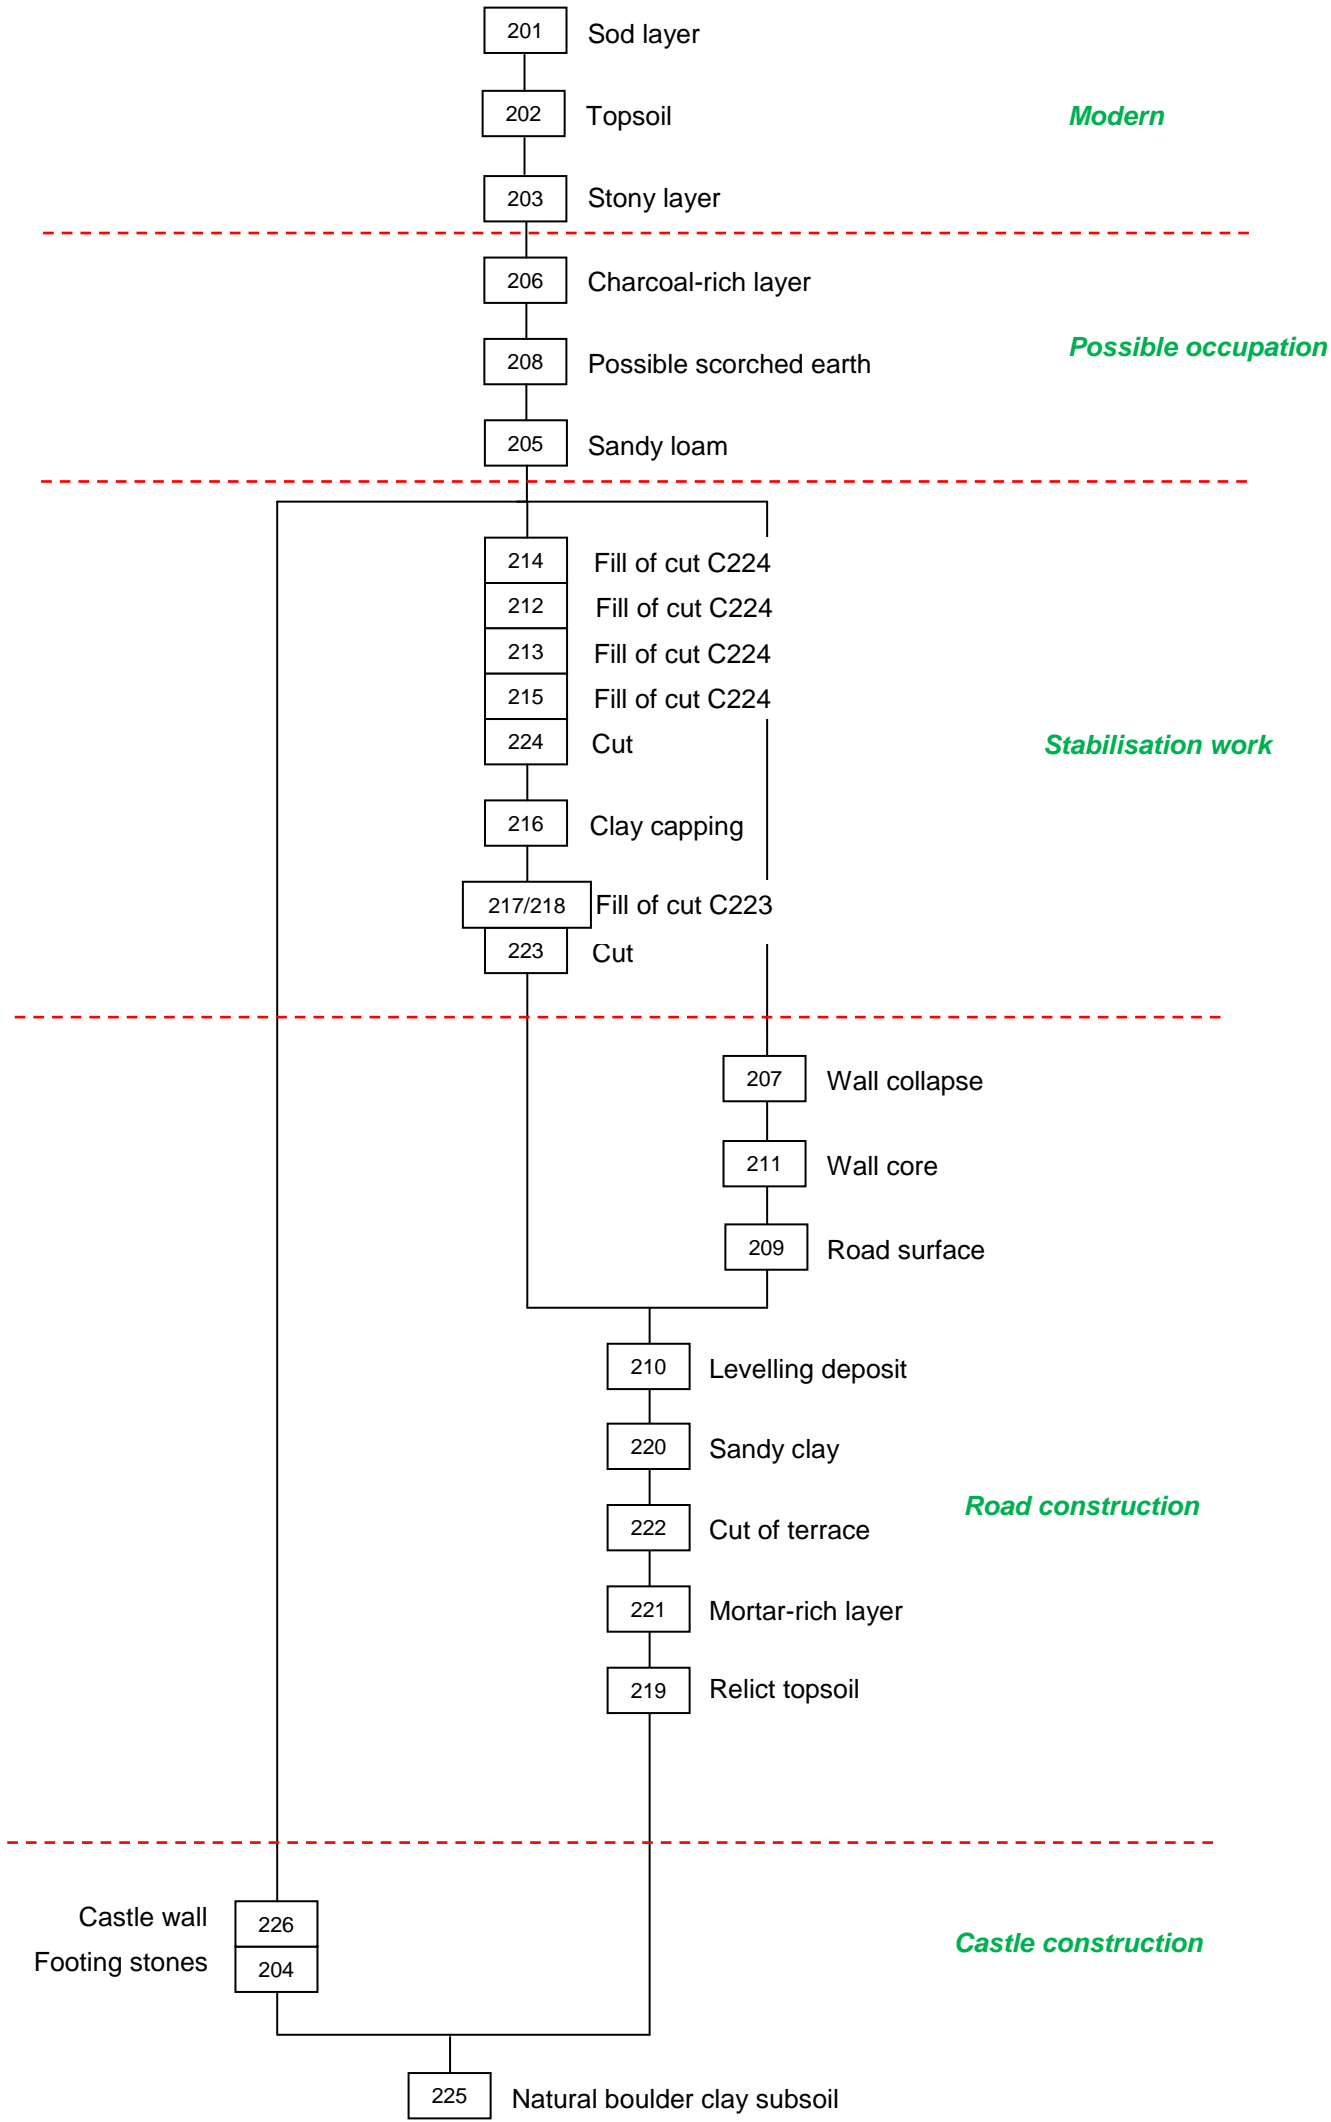 201 Sod layer
202 Topsoil
Modern
203 Stony layer
206 Charcoal-rich layer
208 Possible scorched earth
Possible occupation
205 Sandy loam
214 Fill of cut C224
212 Fill of cut C224
213 Fill of cut C224
215 Fill of cut C224
224 Cut
Stabilisation work
216 Clay capping
217/218 Fill of cut C223
223 Cut
207 Wall collapse
211 Wall core
209 Road surface
210 Levelling deposit
220 Sandy clay
Road construction
222 Cut of terrace
221 Mortar-rich layer
219 Relict topsoil
Castle wall 226
Castle construction
Footing stones 204
225 Natural boulder clay subsoil